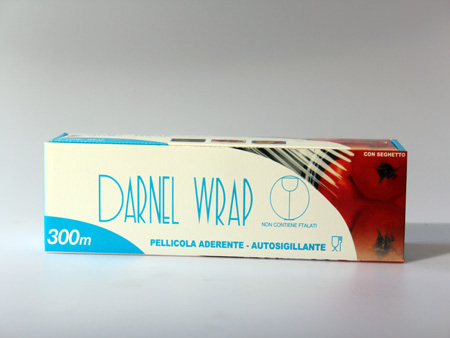 CON SEGHETTO
DARNEL WRAP
NON CONTIENE FTALATI
300m
PELLICOLA ADERENTE - AUTOSIGILLANTE